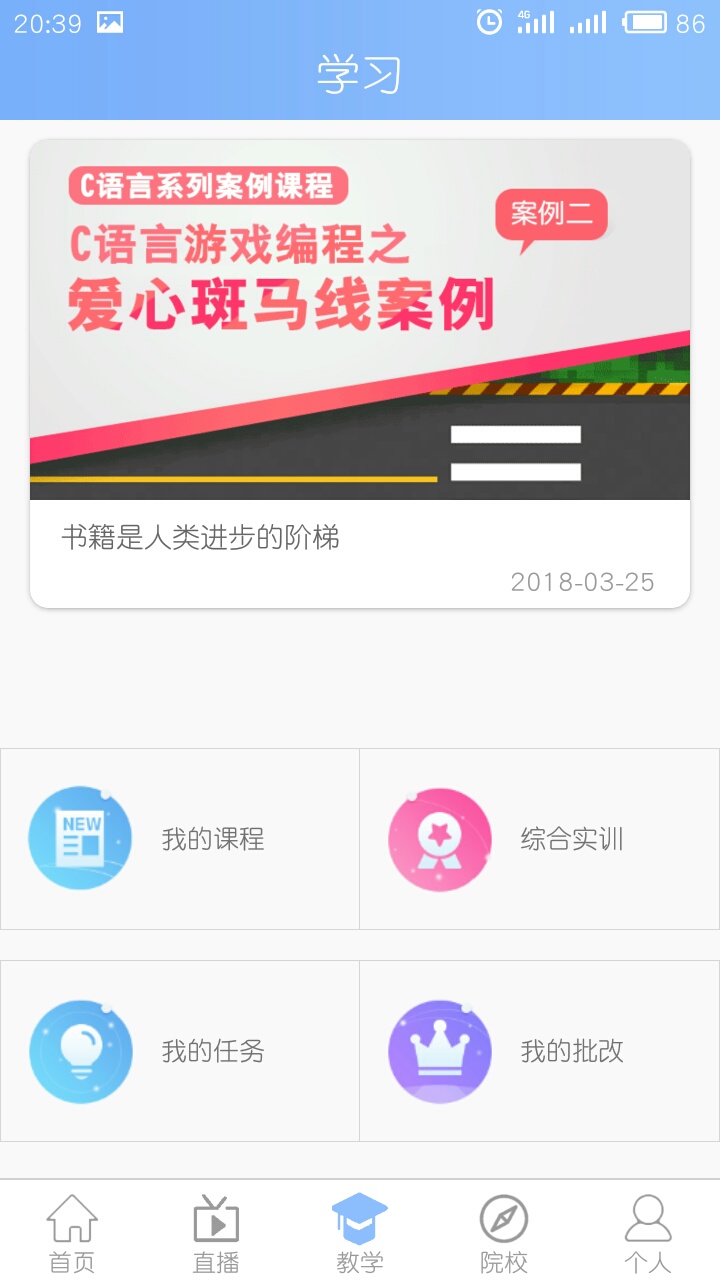 20:39
4G
86
学习
C语言系列案例课程
案例二
C语言游戏编程之
爱心斑马线案例
书籍是人类进步的阶梯
2018-03-25
NEW
我的课程
综合实训
我的任务
我的批改
首页
直播
教学
院校
个人